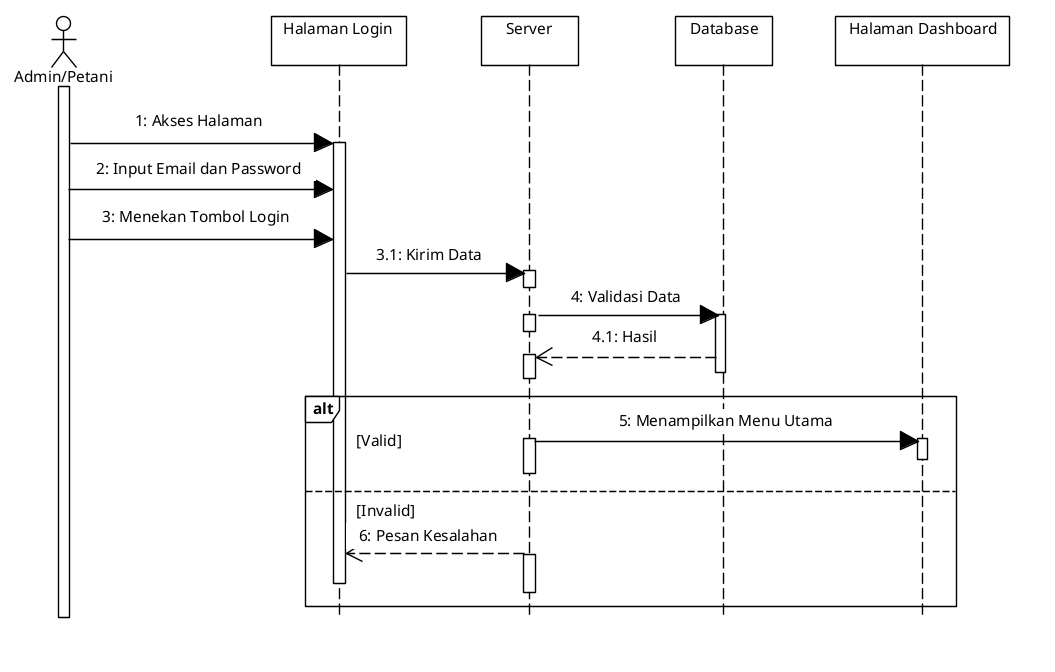 Halaman Login
Server
Database
Halaman Dashboard
Admin/Petani
1: Akses Halaman
2: Input Email dan Password
3: Menekan Tombol Login
3.1: Kirim Data
4: Validasi Data
4.1: Hasil
alt
5: Menampilkan Menu Utama
[Valid]
[Invalid]
6: Pesan Kesalahan